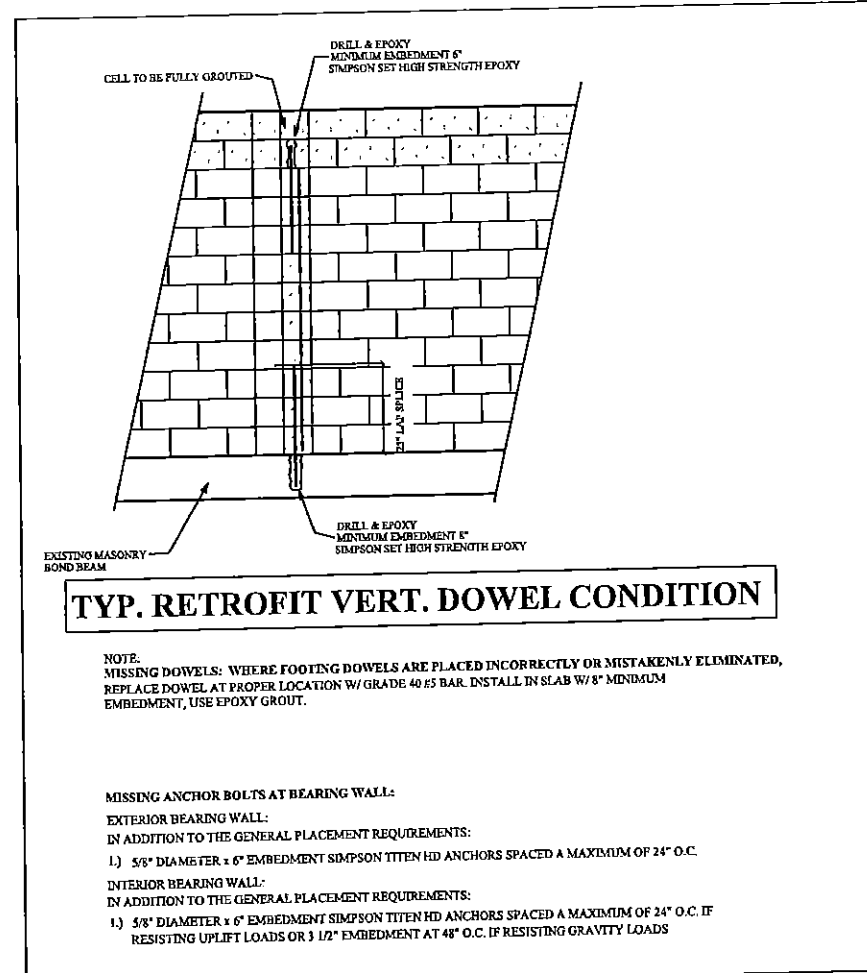 DRILL & EPOXY
MINIMUM EMBEDMENT 6"
SIMPSON SET HIGH STRENGTH EPOXY
CELL TO BE FULLY GROUTED
25" LAP SPLICE
DRILL & EPOXY
MINIMUM EMBEDMENT 8"
SIMPSON SET HIGH STRENGTH EPOXY
EXISTING MASONRY
BOND BEAM
TYP. RETROFIT VERT. DOWEL CONDITION
NOTE:
MISSING DOWELS: WHERE FOOTING DOWELS ARE PLACED INCORRECTLY OR MISTAKENLY ELIMINATED,
REPLACE DOWEL AT PROPER LOCATION W/ GRADE 40 #5 BAR. INSTALL IN SLAB W/ 8" MINIMUM
EMBEDMENT, USE EPOXY GROUT.
MISSING ANCHOR BOLTS AT BEARING WALL:
EXTERIOR BEARING WALL:
IN ADDITION TO THE GENERAL PLACEMENT REQUIREMENTS:
1.) 5/8" DIAMETER x 6" EMBEDMENT SIMPSON TITEN HD ANCHORS SPACED A MAXIMUM OF 24" O.C.
INTERIOR BEARING WALL:
IN ADDITION TO THE GENERAL PLACEMENT REQUIREMENTS:
1.) 5/8" DIAMETER x 6" EMBEDMENT SIMPSON TITEN HD ANCHORS SPACED A MAXIMUM OF 24" O.C. IF
RESISTING UPLIFT LOADS OR 3 1/2" EMBEDMENT AT 48" O.C. IF RESISTING GRAVITY LOADS